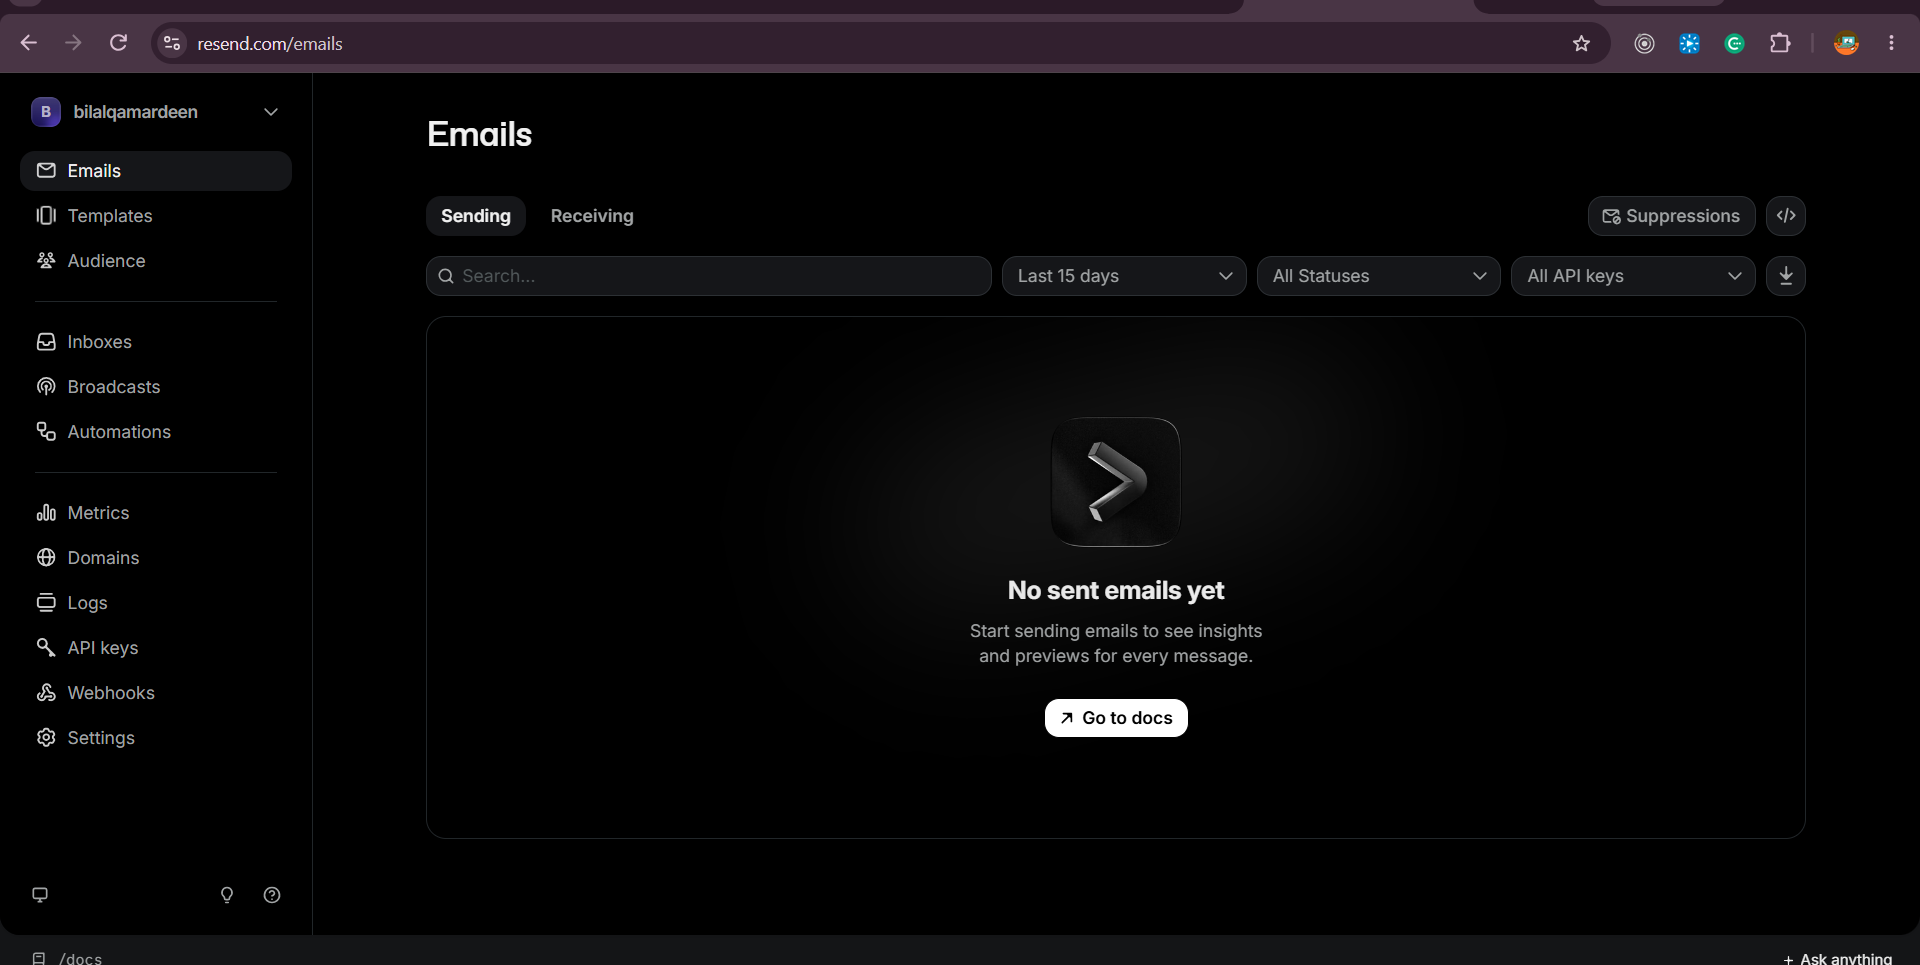 resend.com/emails
B
bilalqamardeen
Emails
Templates
Audience
Inboxes
Broadcasts
Automations
Metrics
Domains
Logs
API keys
Webhooks
Settings
Emails
Sending
Receiving
Suppressions
Search...
Last 15 days
All Statuses
All API keys
No sent emails yet
Start sending emails to see insights
and previews for every message.
Go to docs
/docs
+ Ask anything